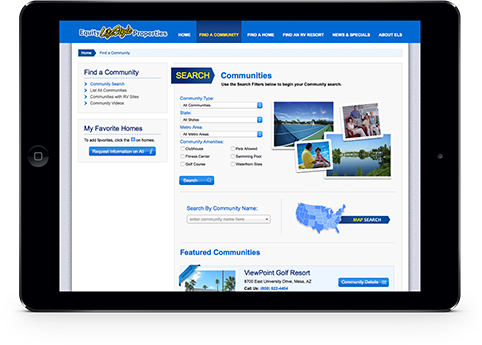 Equity LifeStyle Properties
HOME FIND A COMMUNITY FIND A HOME FIND AN RV RESORT NEWS & SPECIALS ABOUT ELS
Home Find a Community
Find a Community
Community Search
List All Communities
Communities with RV Sites
Community Videos
My Favorite Homes
To add favorites, click the on homes.
Request Information on All
SEARCH Communities
Use the Search Filters below to begin your Community search.
Community Type:
All Communities
State:
All States
Metro Area:
All Metro Areas
Community Amenities:
Clubhouse Pets Allowed
Fitness Center Swimming Pool
Golf Course Waterfront Sites
Search
Search By Community Name:
enter community name here
MAP SEARCH
Featured Communities
ViewPoint Golf Resort
8700 East University Drive, Mesa, AZ
Call Us:
Community Details